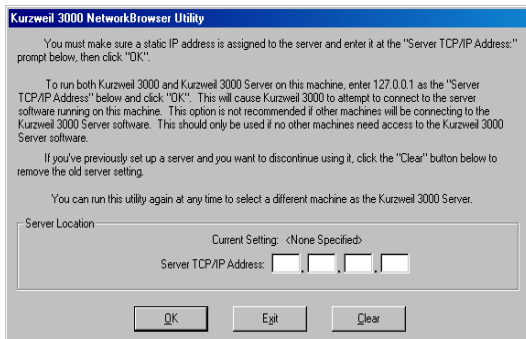 Kurzweil 3000 NetworkBrowser Utility
You must make sure a static IP address is assigned to the server and enter it at the "Server TCP/IP Address:"
prompt below, then click "OK".
To run both Kurzweil 3000 and Kurzweil 3000 Server on this machine, enter 127.0.0.1 as the "Server
TCP/IP Address" below and click "OK". This will cause Kurzweil 3000 to attempt to connect to the server
software running on this machine. This option is not recommended if other machines will be connecting to the
Kurzweil 3000 Server software. This should only be used if no other machines need access to the Kurzweil 3000
Server software.
If you've previously set up a server and you want to discontinue using it, click the "Clear" button below to
remove the old server setting.
You can run this utility again at any time to select a different machine as the Kurzweil 3000 Server.
Server Location
Current Setting: <None Specified>
Server TCP/IP Address: . . .
OK Exit Clear